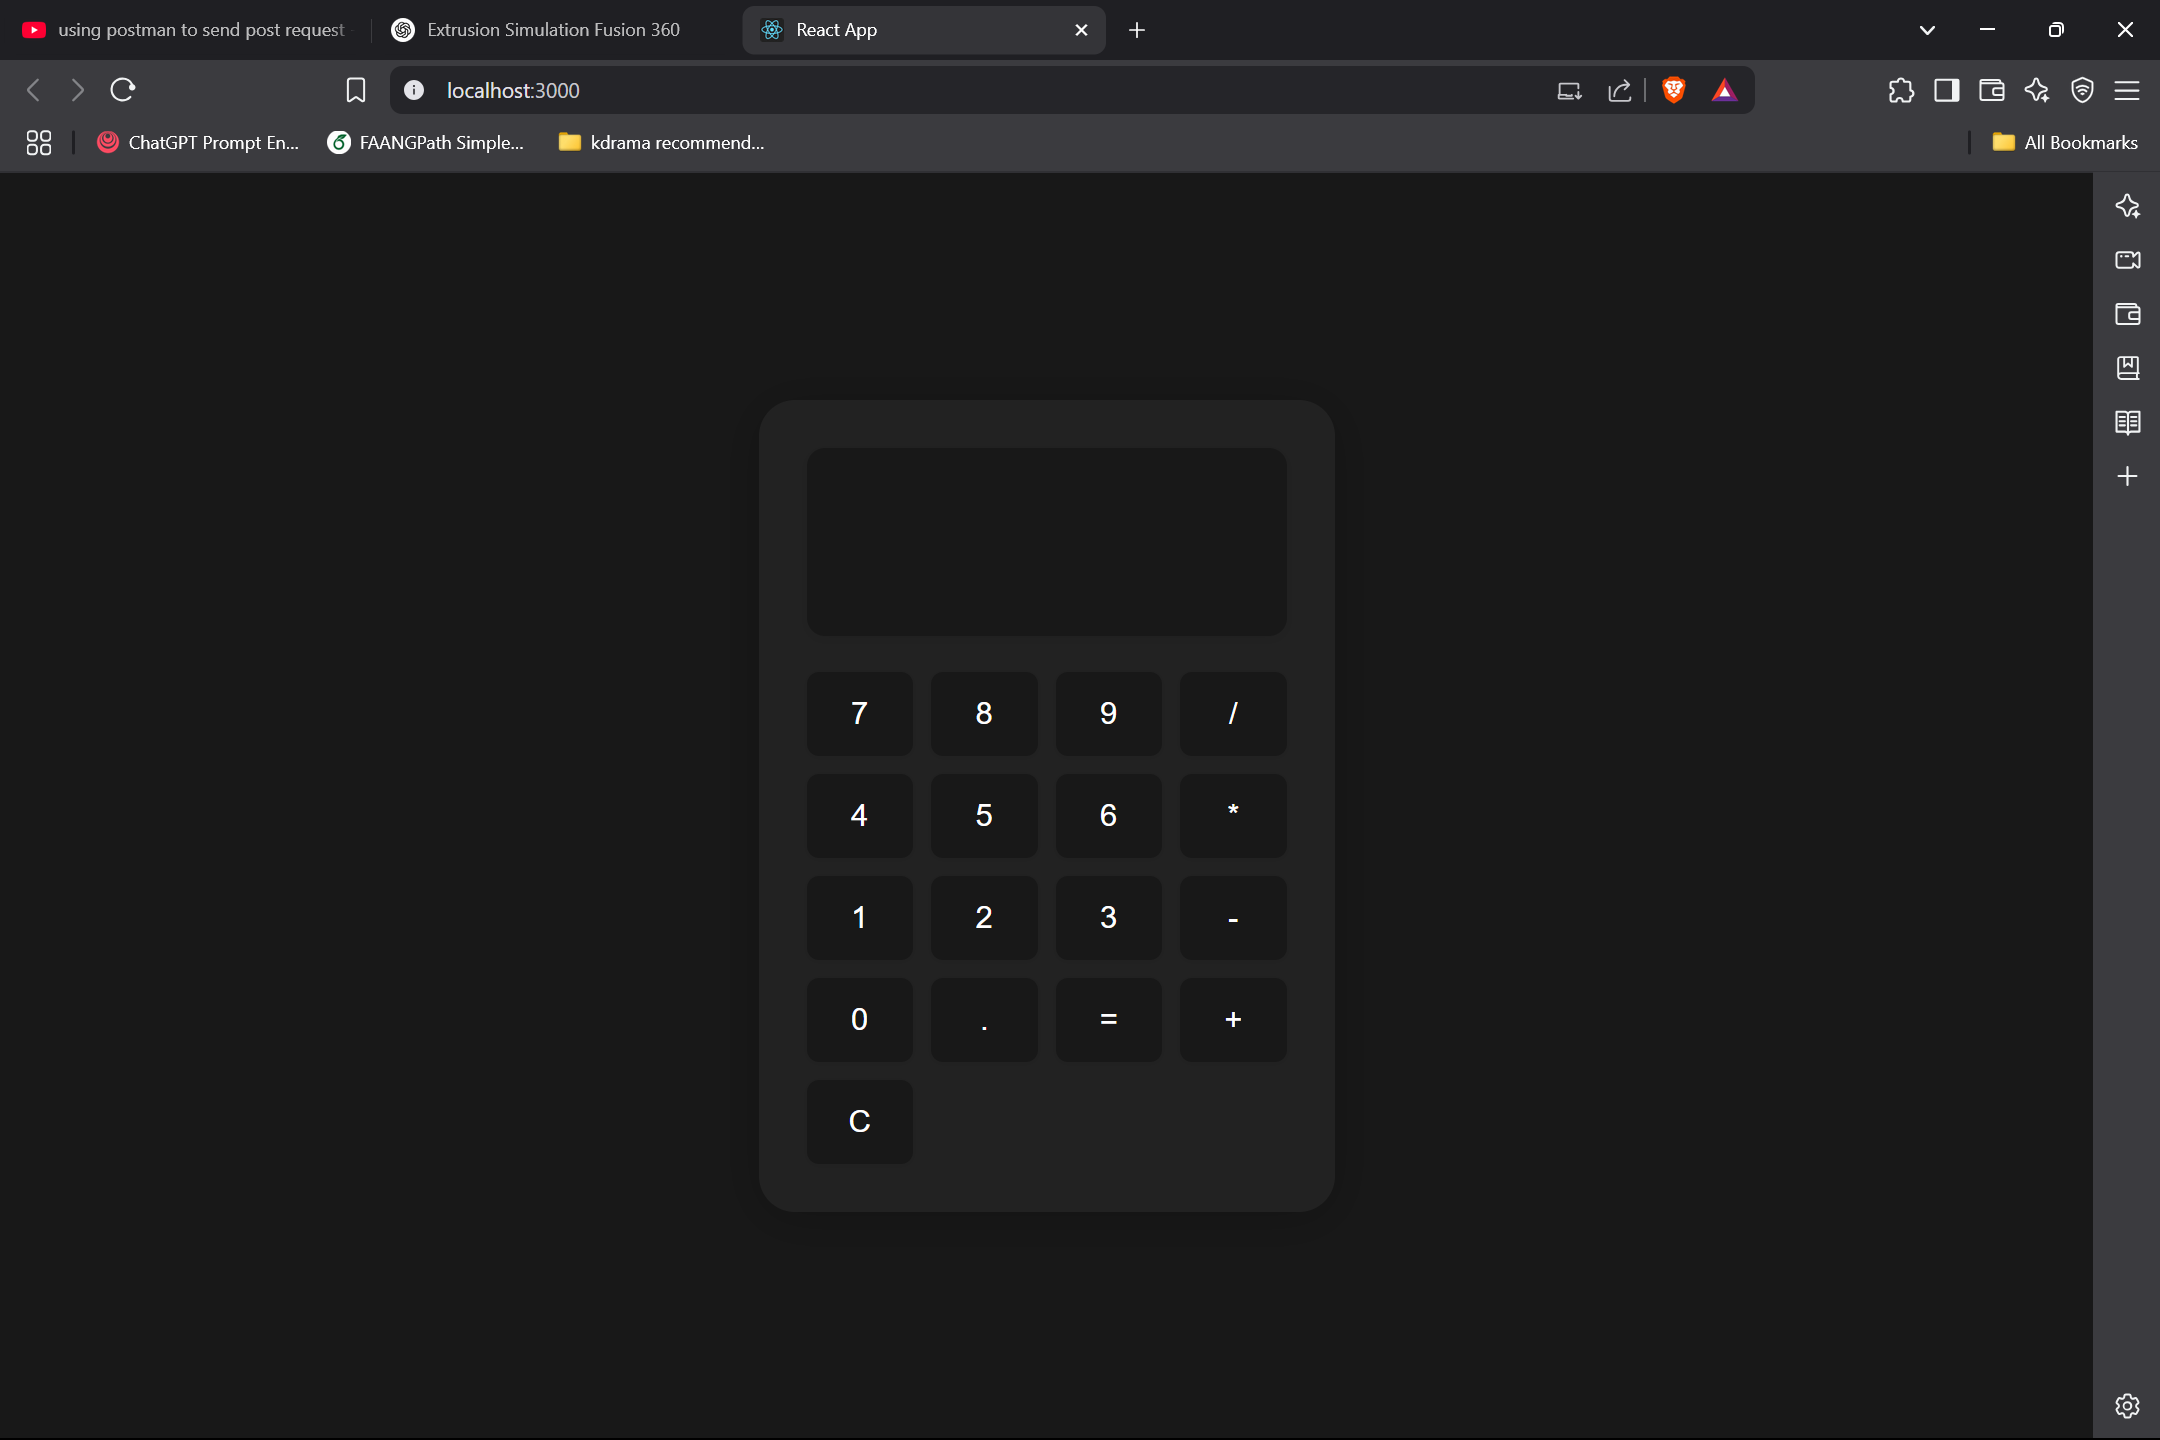 using postman to send post request
Extrusion Simulation Fusion 360
React App
localhost:3000
ChatGPT Prompt En...
FAANGPath Simple...
kdrama recommend...
All Bookmarks
7 8 9 /
4 5 6 *
1 2 3 -
0 . = +
C